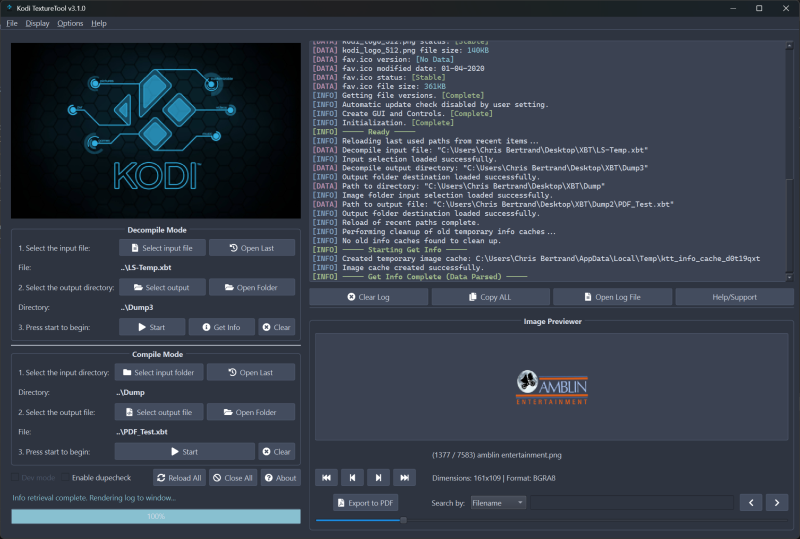 Kodi TextureTool v3.1.0
File Display Options Help
KODI
Decompile Mode
1. Select the input file: Select input file Open Last
File: ..\LS-Temp.xbt
2. Select the output directory: Select output Open Folder
Directory: ..\Dump3
3. Press start to begin: Start Get Info Clear
Compile Mode
1. Select the input directory: Select input folder Open Last
Directory: ..\Dump
2. Select the output file: Select output file Open Folder
File: ..\PDF_Test.xbt
3. Press start to begin: Start Clear
Dev mode Enable dupecheck Reload All Close All About
Info retrieval complete. Rendering log to window...
100%
[DATA] kodi_logo_512.png status: [Stable]
[DATA] kodi_logo_512.png file size: 140KB
[DATA] fav.ico version: [No Data]
[DATA] fav.ico modified date: 01-04-2020
[DATA] fav.ico status: [Stable]
[DATA] fav.ico file size: 361KB
[INFO] Getting file versions. [Complete]
[INFO] Automatic update check disabled by user setting.
[INFO] Create GUI and Controls. [Complete]
[INFO] Initialization. [Complete]
[INFO] ───── Ready ─────
[INFO] Reloading last used paths from recent items...
[DATA] Decompile input file: "C:\Users\Chris Bertrand\Desktop\XBT\LS-Temp.xbt"
[INFO] Input selection loaded successfully.
[DATA] Decompile output directory: "C:\Users\Chris Bertrand\Desktop\XBT\Dump3"
[INFO] Output folder destination loaded successfully.
[DATA] Path to directory: "C:\Users\Chris Bertrand\Desktop\XBT\Dump"
[INFO] Image folder input selection loaded successfully.
[DATA] Path to output file: "C:\Users\Chris Bertrand\Desktop\XBT\Dump2\PDF_Test.xbt"
[INFO] Output folder destination loaded successfully.
[INFO] Reload of recent paths complete.
[INFO] Performing cleanup of old temporary info caches...
[INFO] No old info caches found to clean up.
[INFO] ───── Starting Get Info ─────
[INFO] Created temporary image cache: C:\Users\Chris Bertrand\AppData\Local\Temp\ktt_info_cache_d0t19qxt
[INFO] Image cache created successfully.
[INFO] ───── Get Info Complete (Data Parsed) ─────
Clear Log Copy ALL Open Log File Help/Support
Image Previewer
AMBLIN
ENTERTAINMENT
(1377 / 7583) amblin entertainment.png
Dimensions: 161x109 | Format: BGRA8
Export to PDF Search by: Filename